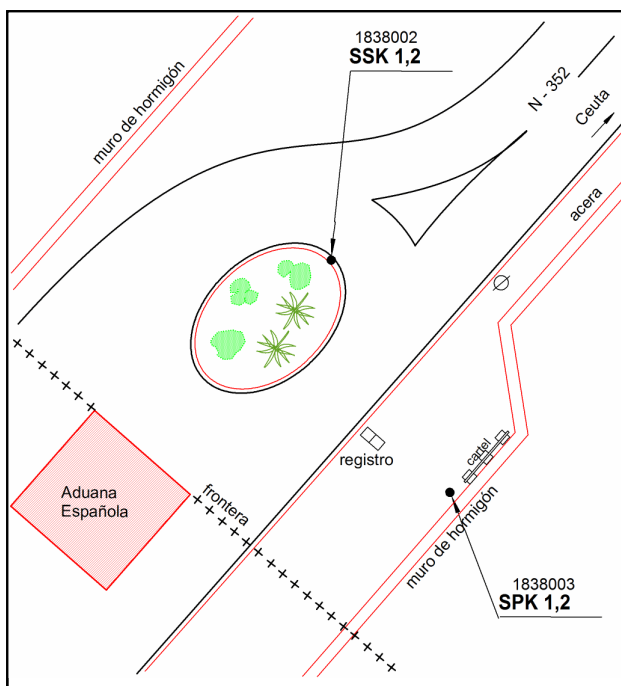 1838002
SSK 1,2
muro de hormigón
N - 352
Ceuta
acera
registro
cartel
Aduana
Española
frontera
muro de hormigón
1838003
SPK 1,2